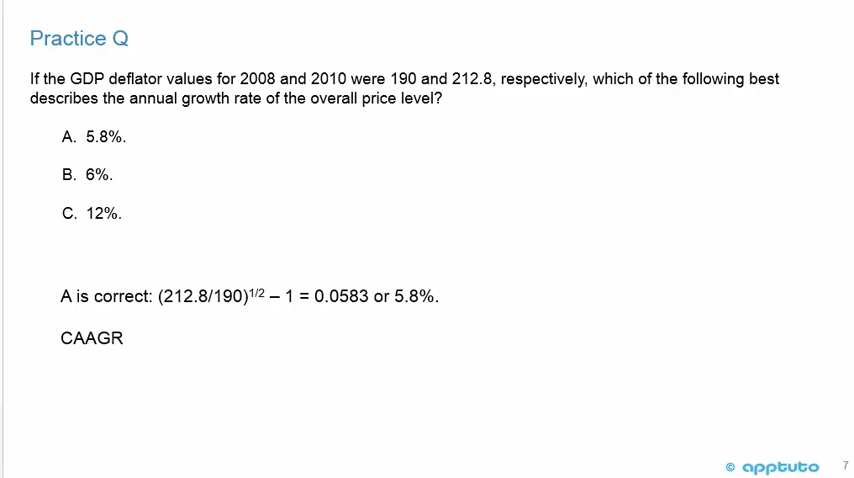 Practice Q
If the GDP deflator values for 2008 and 2010 were 190 and 212.8, respectively, which of the following best
describes the annual growth rate of the overall price level?
A. 5.8%.
B. 6%.
C. 12%.
A is correct: (212.8/190)^1/2 – 1 = 0.0583 or 5.8%.
CAAGR
© apptuto 7